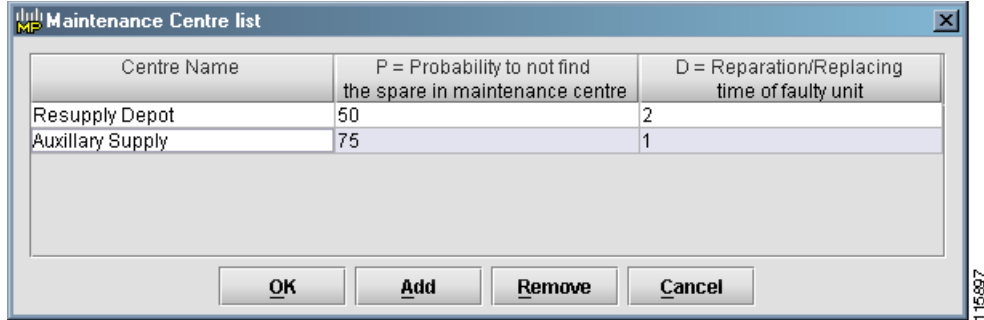 MP Maintenance Centre list
Centre Name
P = Probability to not find
the spare in maintenance centre
D = Reparation/Replacing
time of faulty unit
Resupply Depot 50 2
Auxillary Supply 75 1
OK Add Remove Cancel
115897